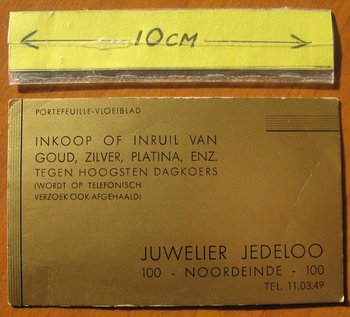 10CM
PORTEFEUILLE-VLOEIBLAD
INKOOP OF INRUIL VAN
GOUD, ZILVER, PLATINA, ENZ.
TEGEN HOOGSTEN DAGKOERS
(WORDT OP TELEFONISCH
VERZOEK OOK AFGEHAALD)
JUWELIER JEDELOO
100 - NOORDEINDE - 100
TEL. 11.03.49